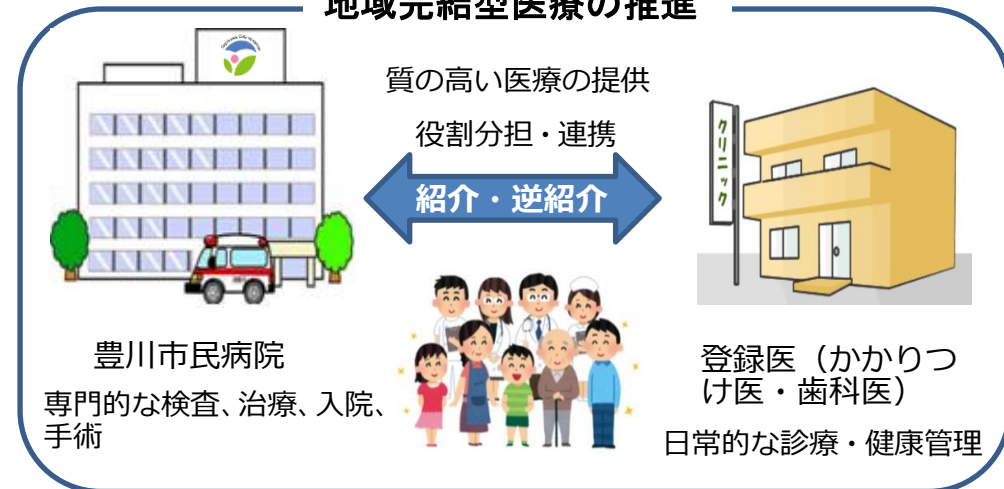 地域完結型医療の推進
質の高い医療の提供
役割分担・連携
紹介・逆紹介
クリニック
豊川市民病院
専門的な検査、治療、入院、
手術
登録医（かかりつ
け医・歯科医）
日常的な診療・健康管理